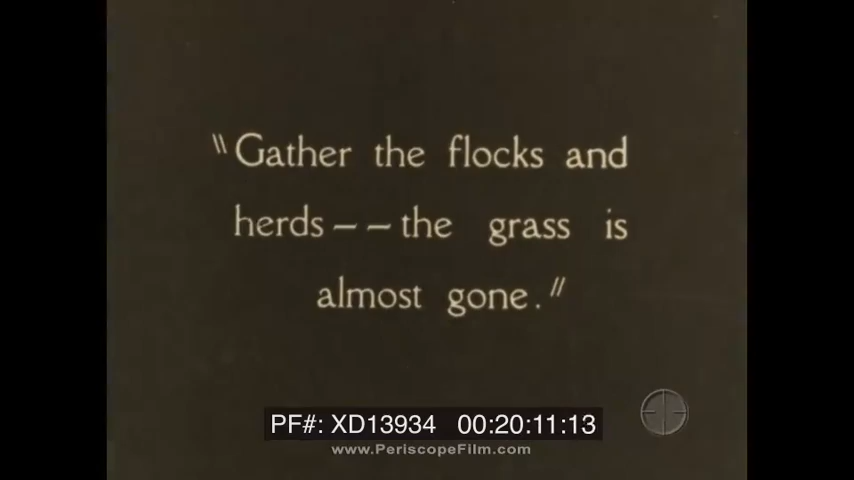 "Gather the flocks and
herds -- the grass is
almost gone."
PF#: XD13934 00:20:11:13
www.PeriscopeFilm.com